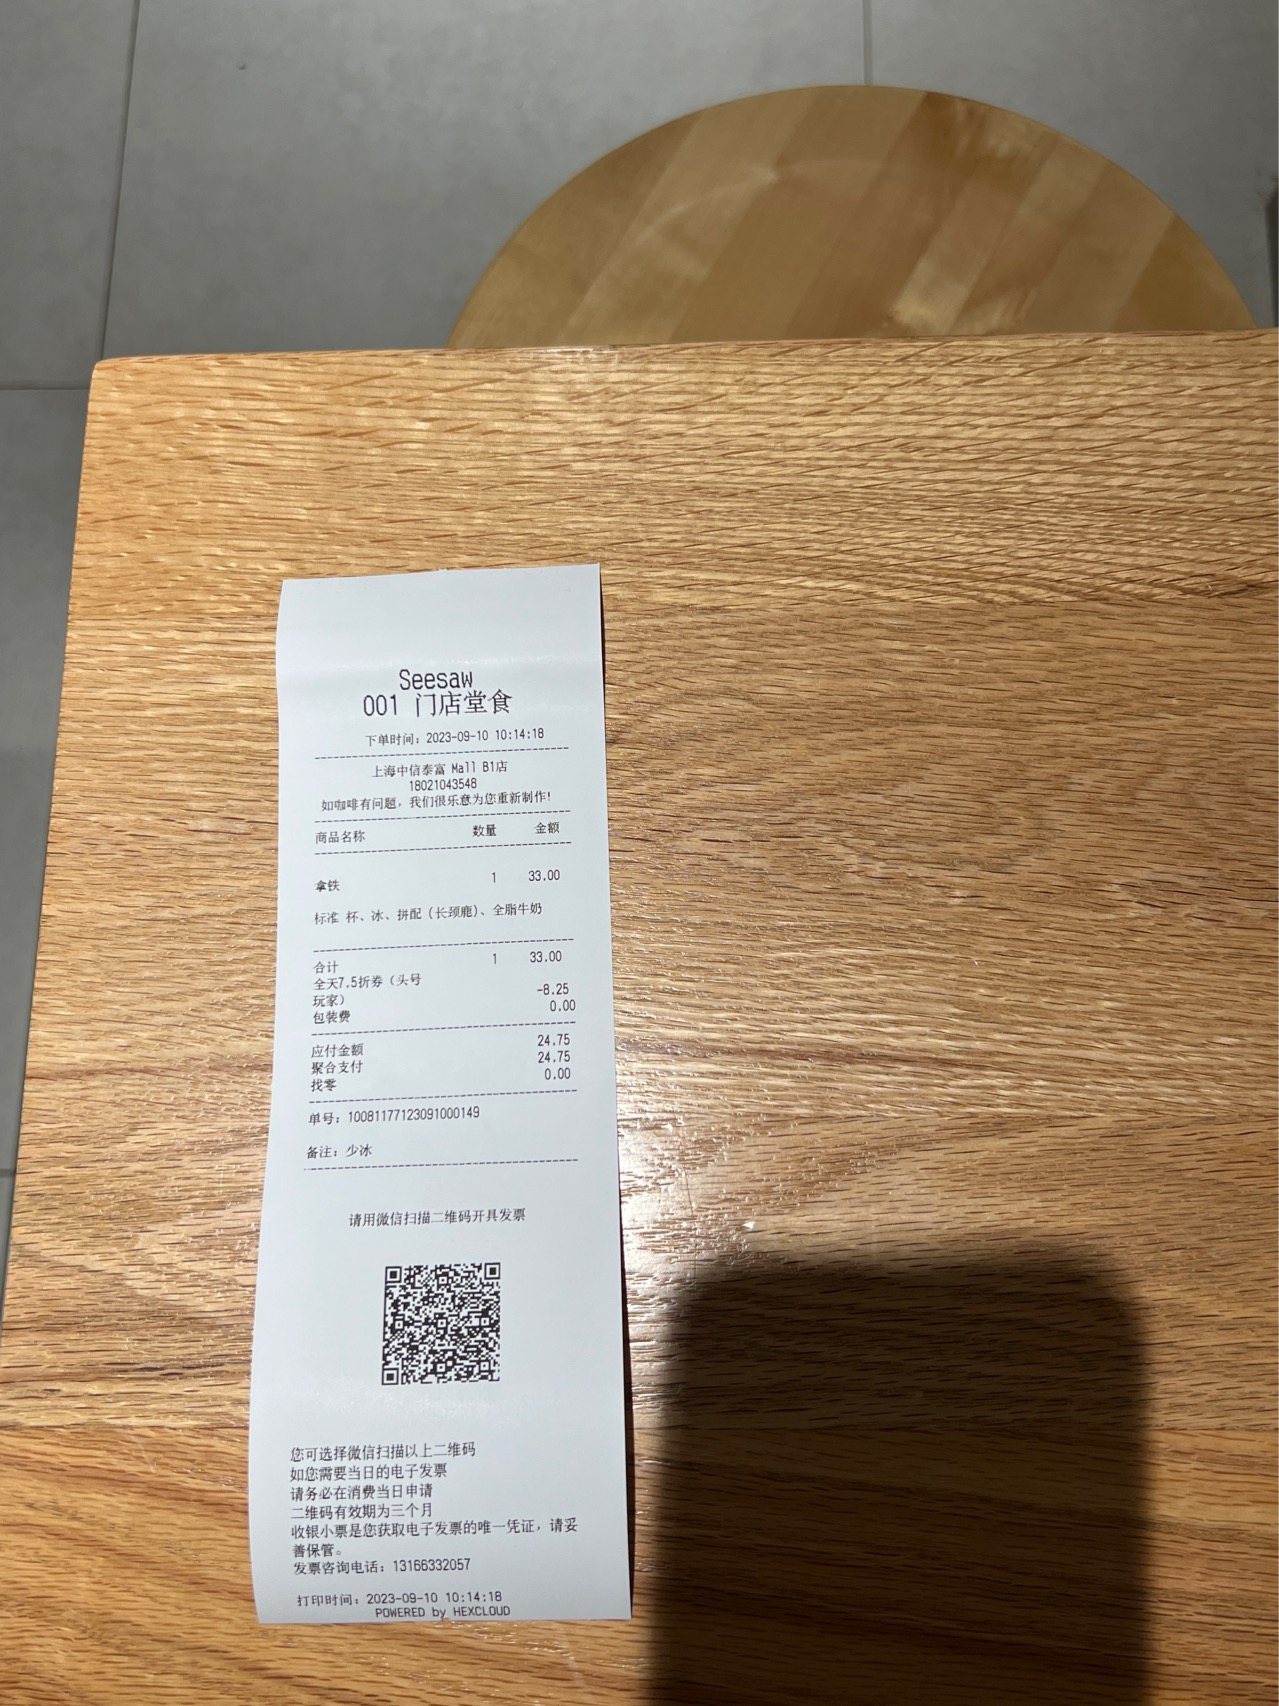 Seesaw
001 门店堂食
下单时间：2023-09-10 10:14:18
上海中信泰富 Mall B1店
18021043548
如咖啡有问题，我们很乐意为您重新制作!
商品名称 数量 金额
拿铁 1 33.00
标准 杯、冰、拼配（长颈鹿）、全脂牛奶
合计 1 33.00
全天7.5折券（头号
玩家） -8.25
包装费 0.00
应付金额 24.75
聚合支付 24.75
找零 0.00
单号：10081177123091000149
备注：少冰
请用微信扫描二维码开具发票
您可选择微信扫描以上二维码
如您需要当日的电子发票
请务必在消费当日申请
二维码有效期为三个月
收银小票是您获取电子发票的唯一凭证，请妥
善保管。
发票咨询电话：13166332057
打印时间：2023-09-10 10:14:18
POWERED by HEXCLOUD